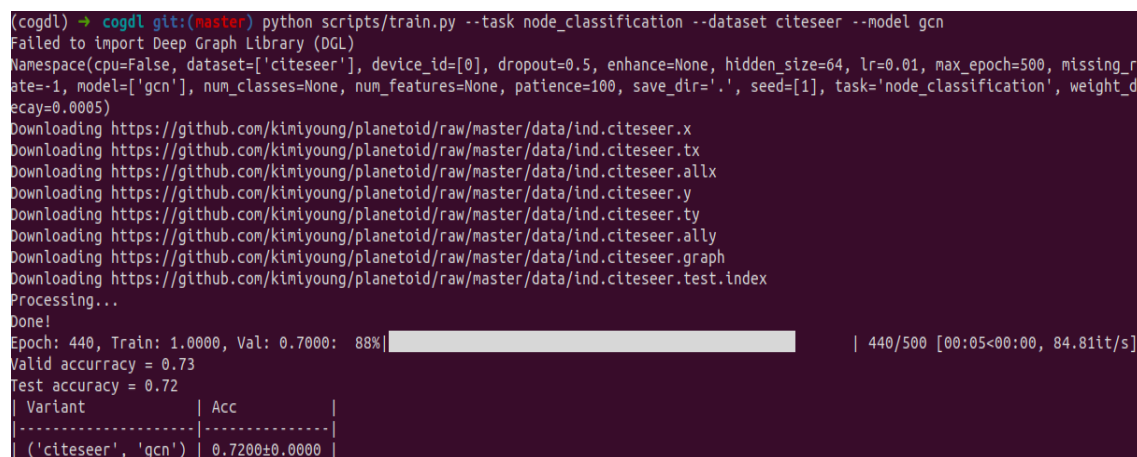 (cogdl) → cogdl git:(master) python scripts/train.py --task node_classification --dataset citeseer --model gcn
Failed to import Deep Graph Library (DGL)
Namespace(cpu=False, dataset=['citeseer'], device_id=[0], dropout=0.5, enhance=None, hidden_size=64, lr=0.01, max_epoch=500, missing_r
ate=-1, model=['gcn'], num_classes=None, num_features=None, patience=100, save_dir='.', seed=[1], task='node_classification', weight_d
ecay=0.0005)
Downloading https://github.com/kimiyoung/planetoid/raw/master/data/ind.citeseer.x
Downloading https://github.com/kimiyoung/planetoid/raw/master/data/ind.citeseer.tx
Downloading https://github.com/kimiyoung/planetoid/raw/master/data/ind.citeseer.allx
Downloading https://github.com/kimiyoung/planetoid/raw/master/data/ind.citeseer.y
Downloading https://github.com/kimiyoung/planetoid/raw/master/data/ind.citeseer.ty
Downloading https://github.com/kimiyoung/planetoid/raw/master/data/ind.citeseer.ally
Downloading https://github.com/kimiyoung/planetoid/raw/master/data/ind.citeseer.graph
Downloading https://github.com/kimiyoung/planetoid/raw/master/data/ind.citeseer.test.index
Processing...
Done!
Epoch: 440, Train: 1.0000, Val: 0.7000:  88%| | 440/500 [00:05<00:00, 84.81it/s]
Valid accurracy = 0.73
Test accuracy = 0.72
| Variant             | Acc           |
|---------------------|---------------|
| ('citeseer', 'gcn') | 0.7200±0.0000 |